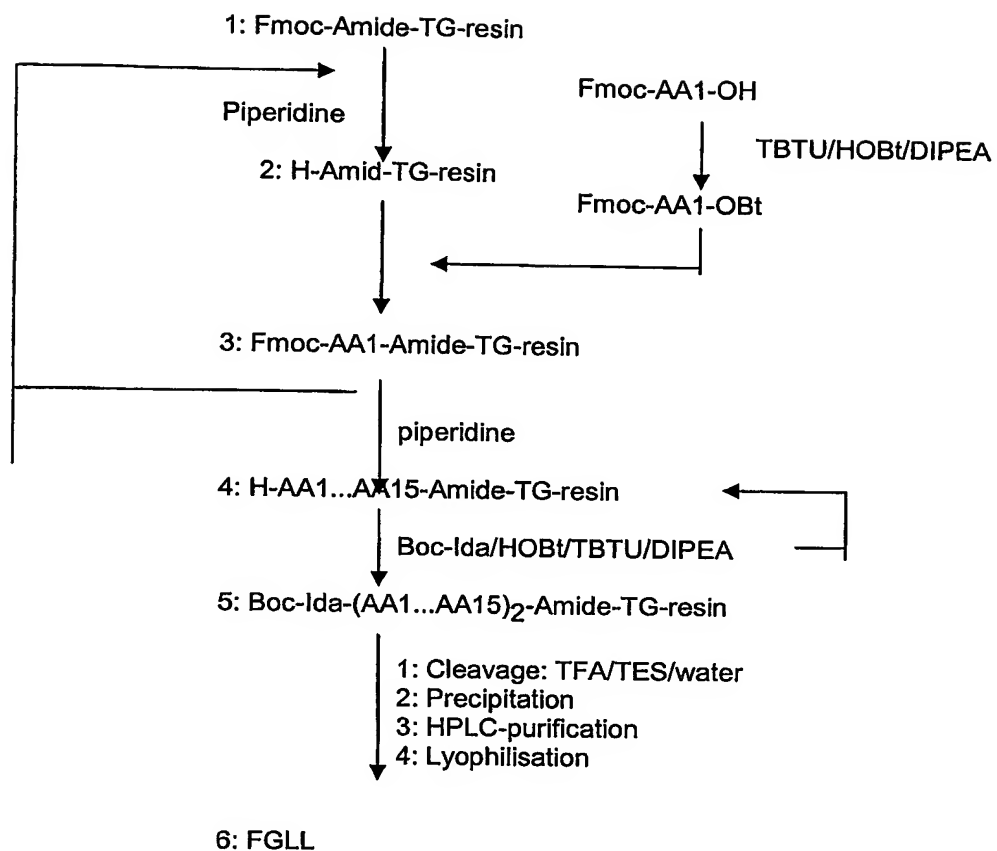 1: Fmoc-Amide-TG-resin
Piperidine
2: H-Amid-TG-resin
Fmoc-AA1-OH
TBTU/HOBt/DIPEA
Fmoc-AA1-OBt
3: Fmoc-AA1-Amide-TG-resin
piperidine
4: H-AA1...AA15-Amide-TG-resin
Boc-Ida/HOBt/TBTU/DIPEA
5: Boc-Ida-(AA1...AA15)2-Amide-TG-resin
1: Cleavage: TFA/TES/water
2: Precipitation
3: HPLC-purification
4: Lyophilisation
6: FGLL